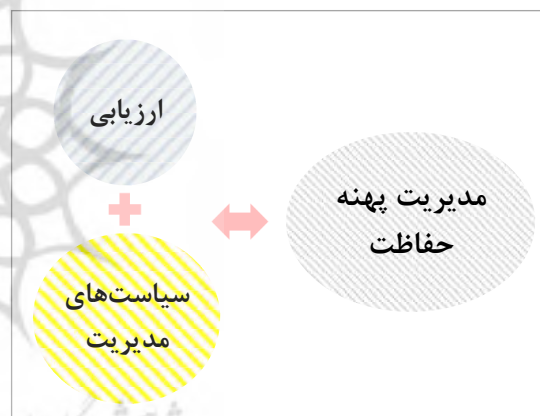 ارزیابی
+
سیاست‌های
مدیریت
مدیریت پهنه
حفاظت